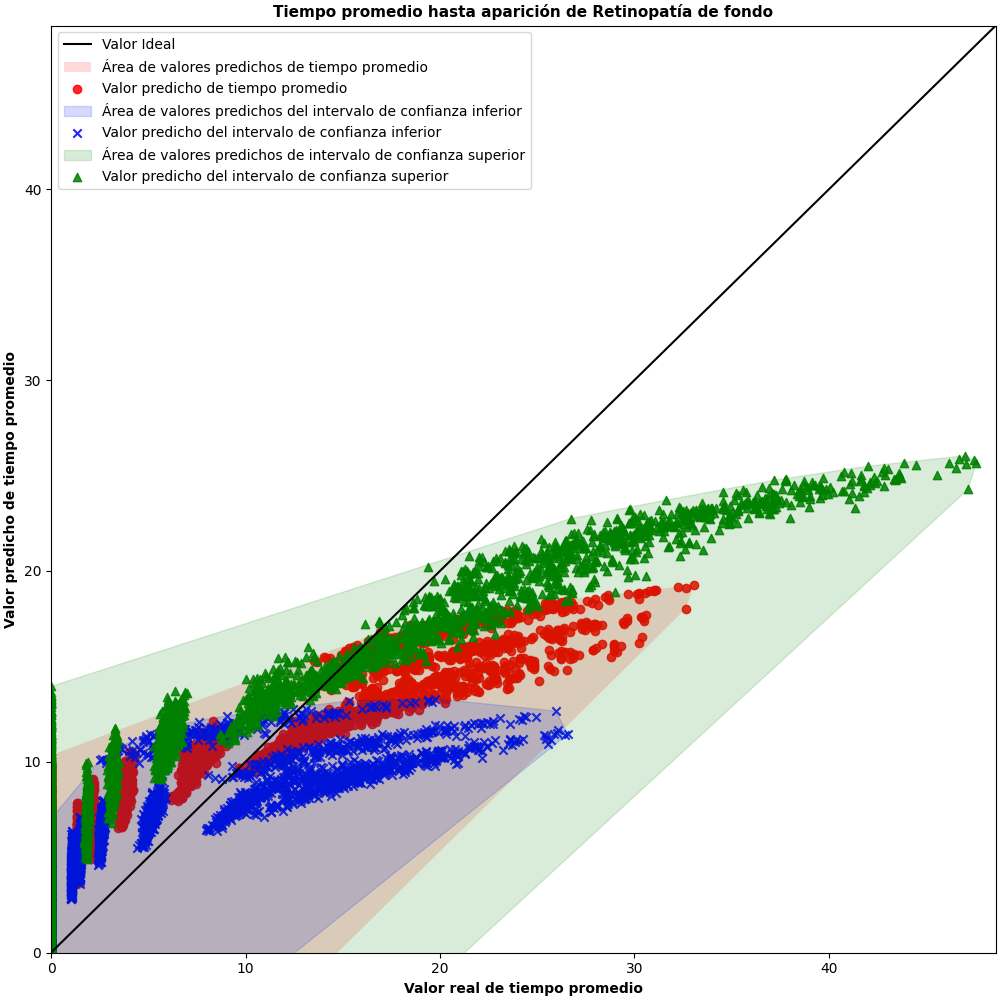 Tiempo promedio hasta aparición de Retinopatía de fondo
Valor Ideal
Área de valores predichos de tiempo promedio
Valor predicho de tiempo promedio
Área de valores predichos del intervalo de confianza inferior
Valor predicho del intervalo de confianza inferior
Área de valores predichos de intervalo de confianza superior
Valor predicho del intervalo de confianza superior
Valor predicho de tiempo promedio
40
30
20
10
0
0 10 20 30 40
Valor real de tiempo promedio